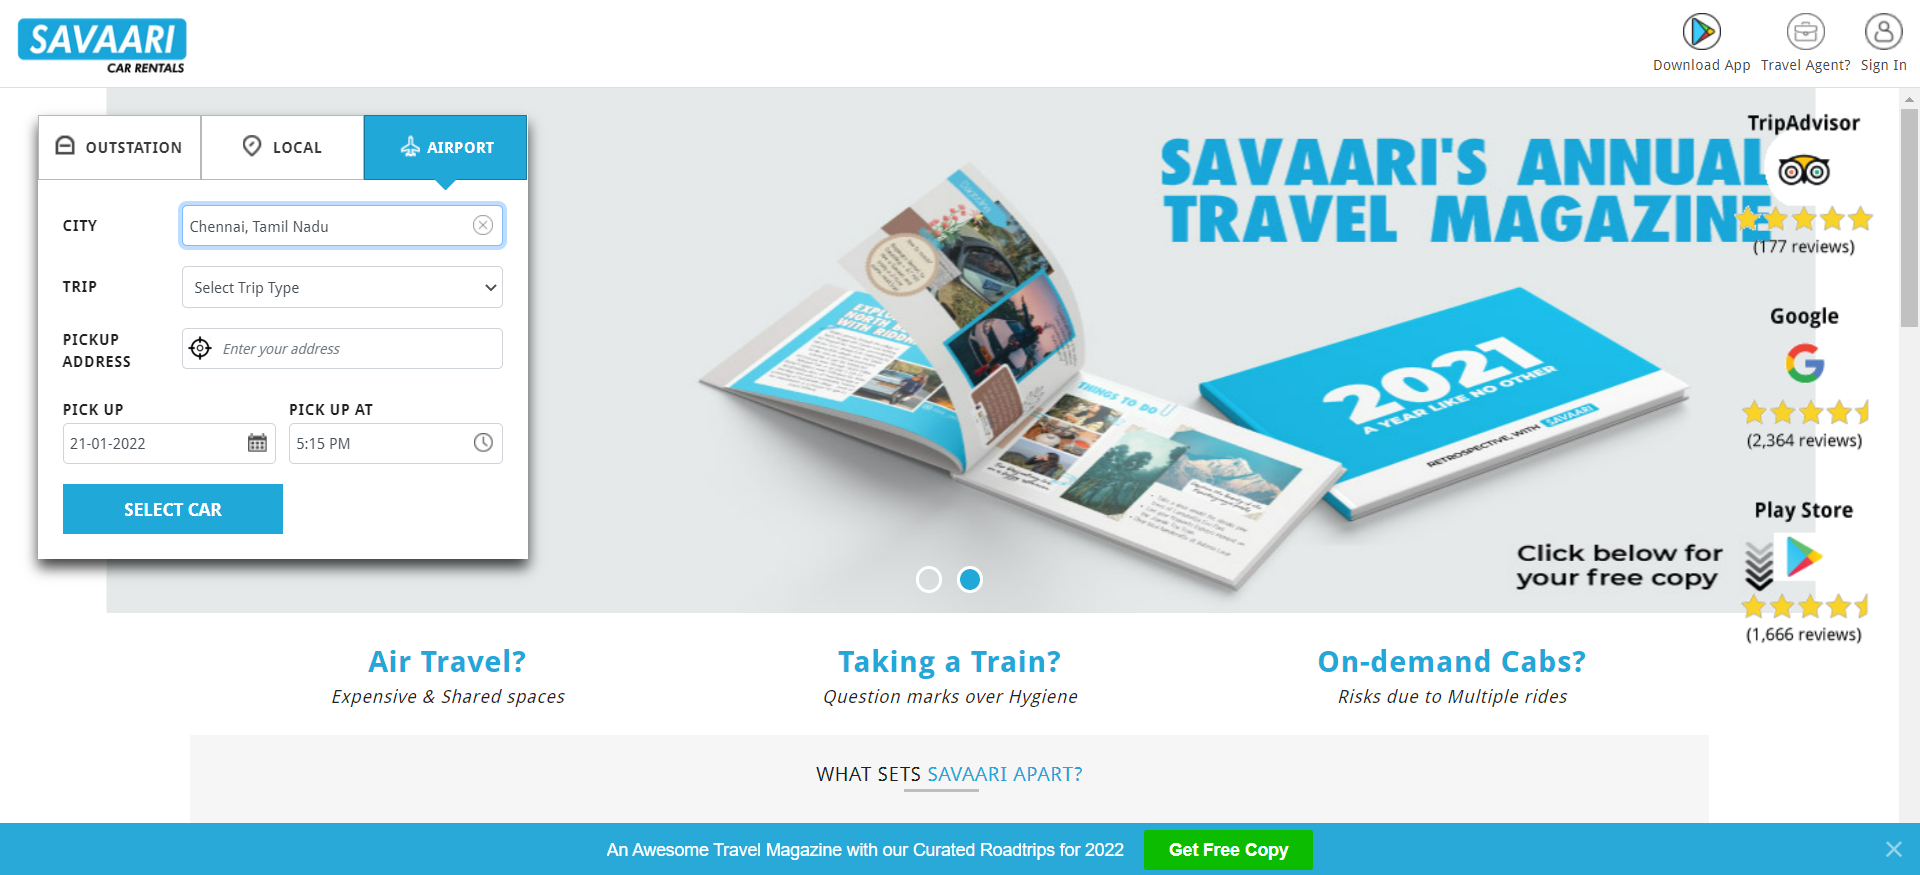 SAVAARI
CAR RENTALS
Download App
Travel Agent?
Sign In
OUTSTATION
LOCAL
AIRPORT
CITY
Chennai, Tamil Nadu
TRIP
Select Trip Type
PICKUP
ADDRESS
Enter your address
PICK UP
PICK UP AT
21-01-2022
5:15 PM
SELECT CAR
SAVAARI'S ANNUAL
TRAVEL MAGAZINE
THINGS TO DO
2021
A YEAR LIKE NO OTHER
RETROSPECTIVE, WITH SAVAARI
Click below for
your free copy
TripAdvisor
(177 reviews)
Google
(2,364 reviews)
Play Store
(1,666 reviews)
Air Travel?
Expensive & Shared spaces
Taking a Train?
Question marks over Hygiene
On-demand Cabs?
Risks due to Multiple rides
WHAT SETS SAVAARI APART?
An Awesome Travel Magazine with our Curated Roadtrips for 2022
Get Free Copy